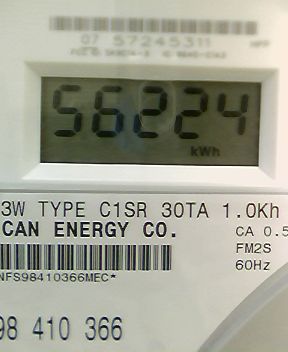 07 57245311
56224
kWh
3W TYPE C1SR 30TA 1.0Kh
CAN ENERGY CO.
CA 0.5
FM2S
60Hz
NFS98410366MEC*
98 410 366